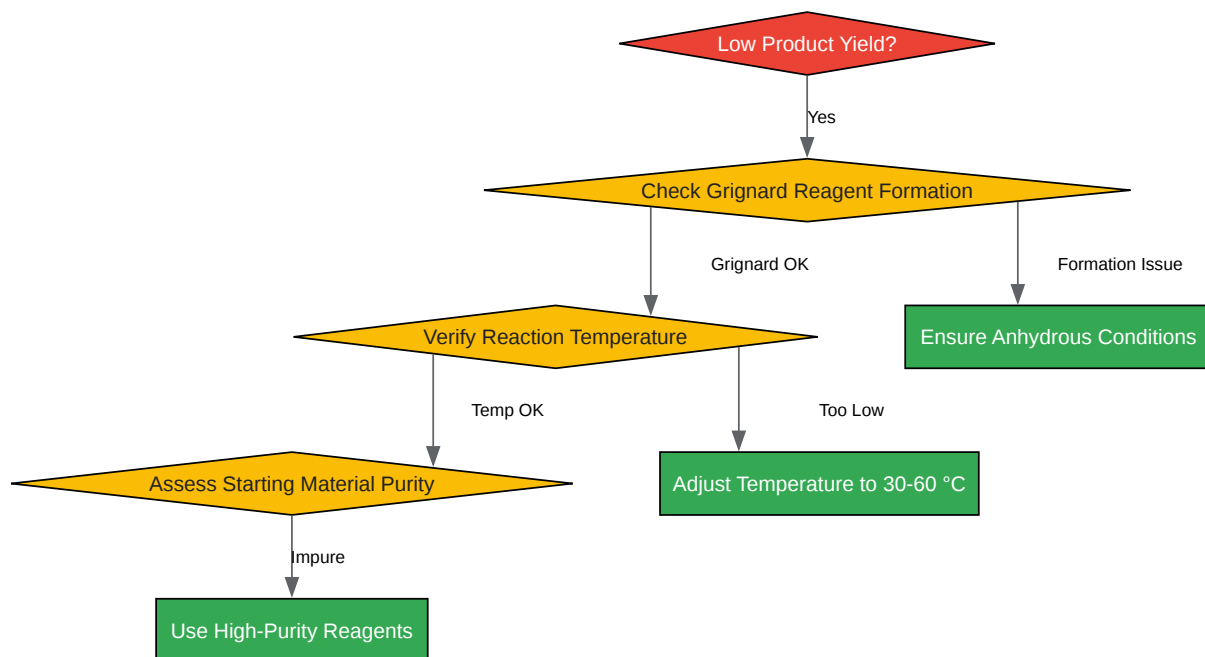 Low Product Yield?
Yes
Check Grignard Reagent Formation
Grignard OK
Formation Issue
Verify Reaction Temperature
Ensure Anhydrous Conditions
Temp OK
Too Low
Assess Starting Material Purity
Adjust Temperature to 30-60 °C
Impure
Use High-Purity Reagents